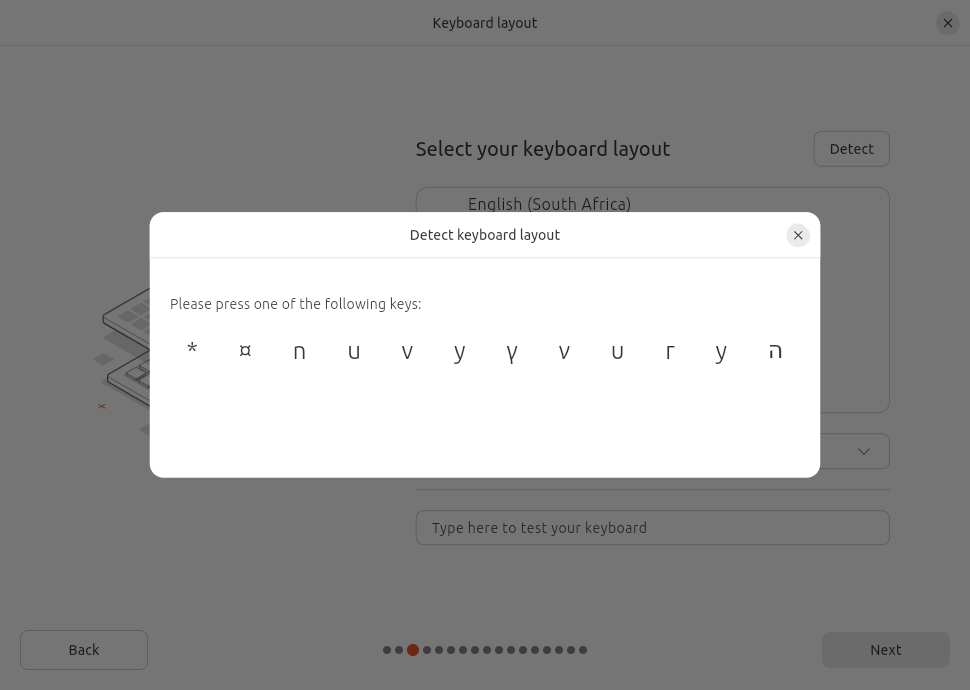 Keyboard layout
Select your keyboard layout
Detect
English (South Africa)
Detect keyboard layout
Please press one of the following keys:
* ¤ n u v y γ ν υ г у ה
Type here to test your keyboard
Back
Next